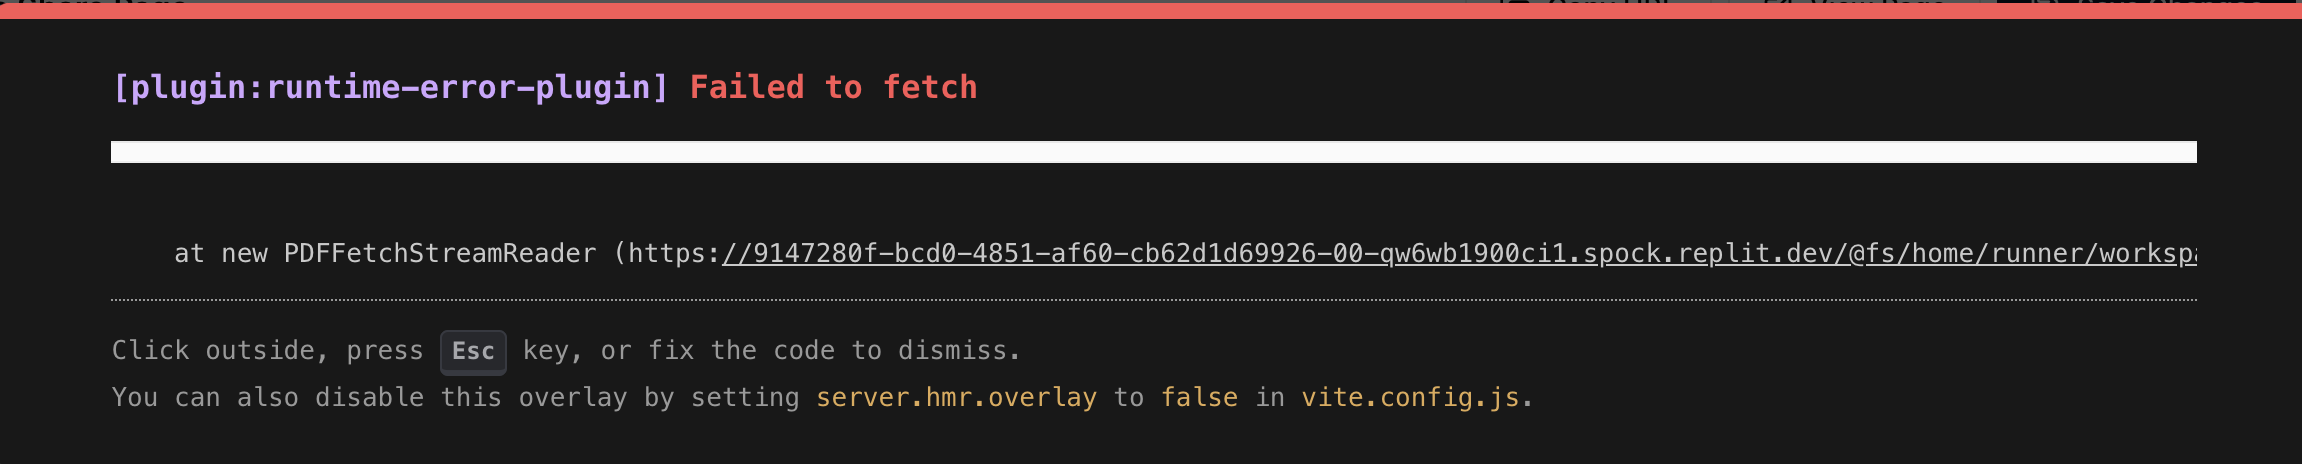 [plugin:runtime-error-plugin] Failed to fetch
at new PDFFetchStreamReader (https://9147280f-bcd0-4851-af60-cb62d1d69926-00-qw6wb1900ci1.spock.replit.dev/@fs/home/runner/workspa
Click outside, press Esc key, or fix the code to dismiss.
You can also disable this overlay by setting server.hmr.overlay to false in vite.config.js.